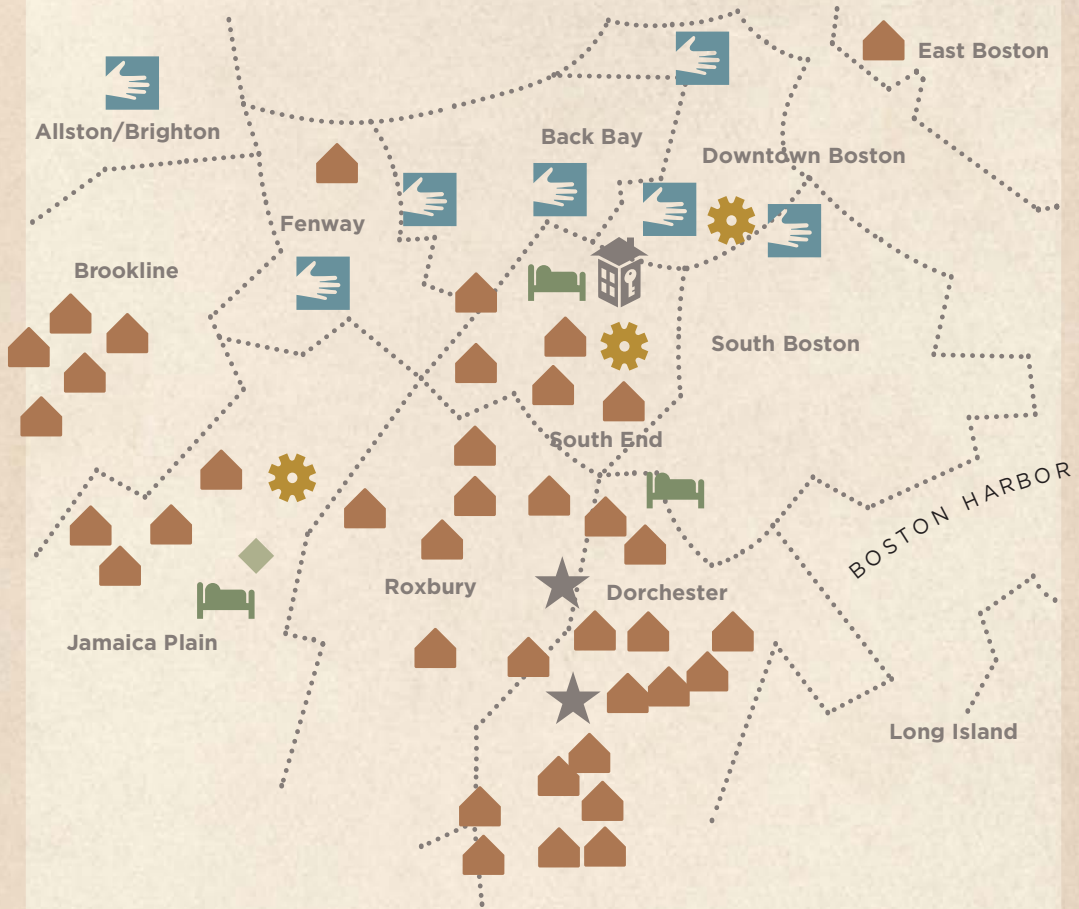 East Boston
Allston/Brighton
Back Bay
Downtown Boston
Fenway
Brookline
South Boston
South End
BOSTON HARBOR
Roxbury
Dorchester
Jamaica Plain
Long Island